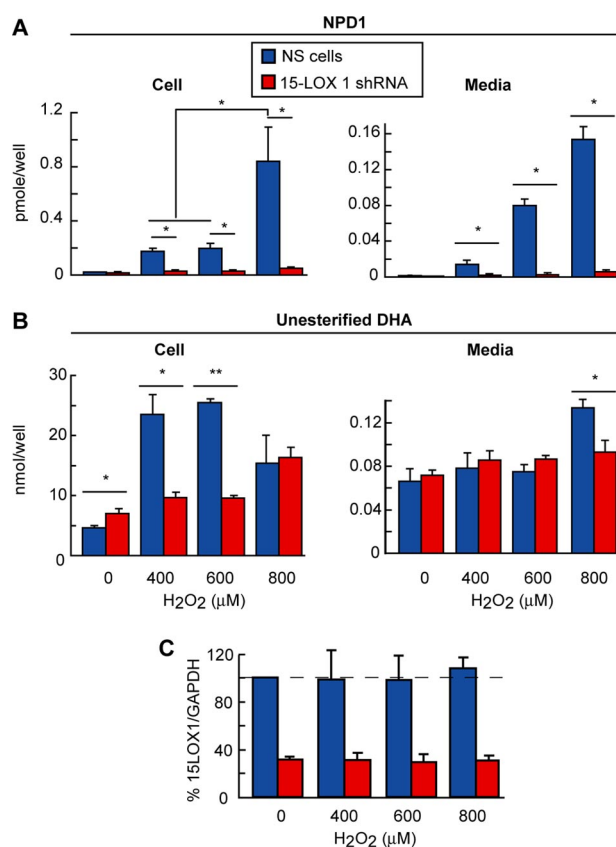 A
NPD1
NS cells
15-LOX 1 shRNA
Cell
Media
pmole/well
1.2
0.8
0.4
0
*
*
*
*
0.16
0.12
0.08
0.04
0
*
*
*
B
Unesterified DHA
Cell
Media
nmol/well
30
20
10
0
*
*
**
0
400
600
800
H2O2 (µM)
0.12
0.08
0.04
0
*
0
400
600
800
H2O2 (µM)
C
% 15LOX1/GAPDH
120
80
40
0
0
400
600
800
H2O2 (µM)